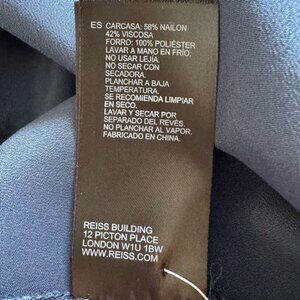 ES CARCASA: 58% NAILON
42% VISCOSA
FORRO: 100% POLIÉSTER
LAVAR A MANO EN FRÍO.
NO USAR LEJÍA.
NO SECAR CON
SECADORA.
PLANCHAR A BAJA
TEMPERATURA.
SE RECOMIENDA LIMPIAR
EN SECO.
LAVAR Y SECAR POR
SEPARADO DEL REVÉS.
NO PLANCHAR AL VAPOR.
FABRICADO EN CHINA.
REISS BUILDING
12 PICTON PLACE
LONDON W1U 1BW
WWW.REISS.COM